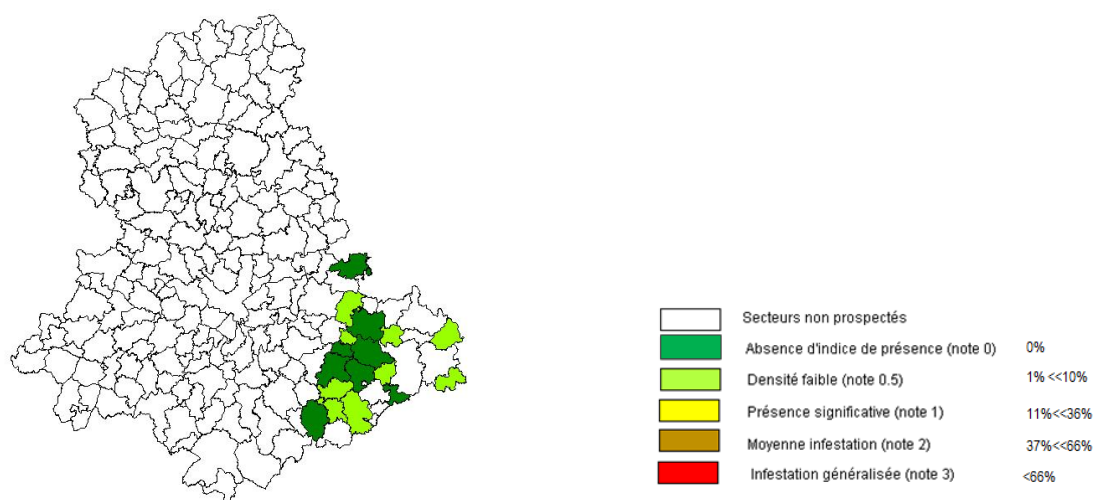 Secteurs non prospectés
Absence d'indice de présence (note 0) 0%
Densité faible (note 0.5) 1% <<10%
Présence significative (note 1) 11%<<36%
Moyenne infestation (note 2) 37%<<66%
Infestation généralisée (note 3) <66%